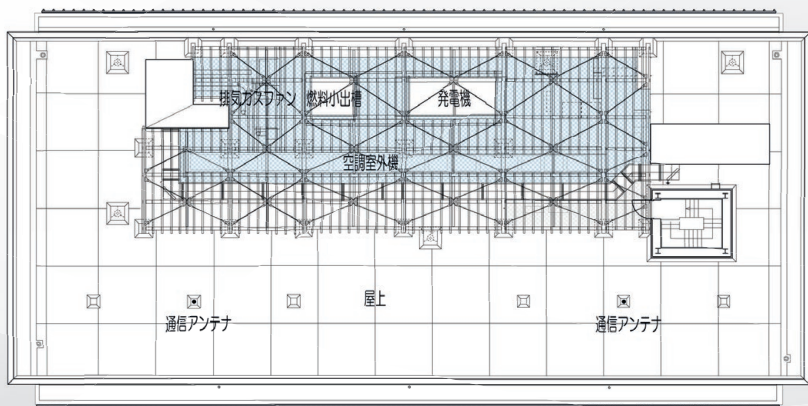 排気ガスファン
燃料小出槽
発電機
空調室外機
屋上
通信アンテナ
通信アンテナ